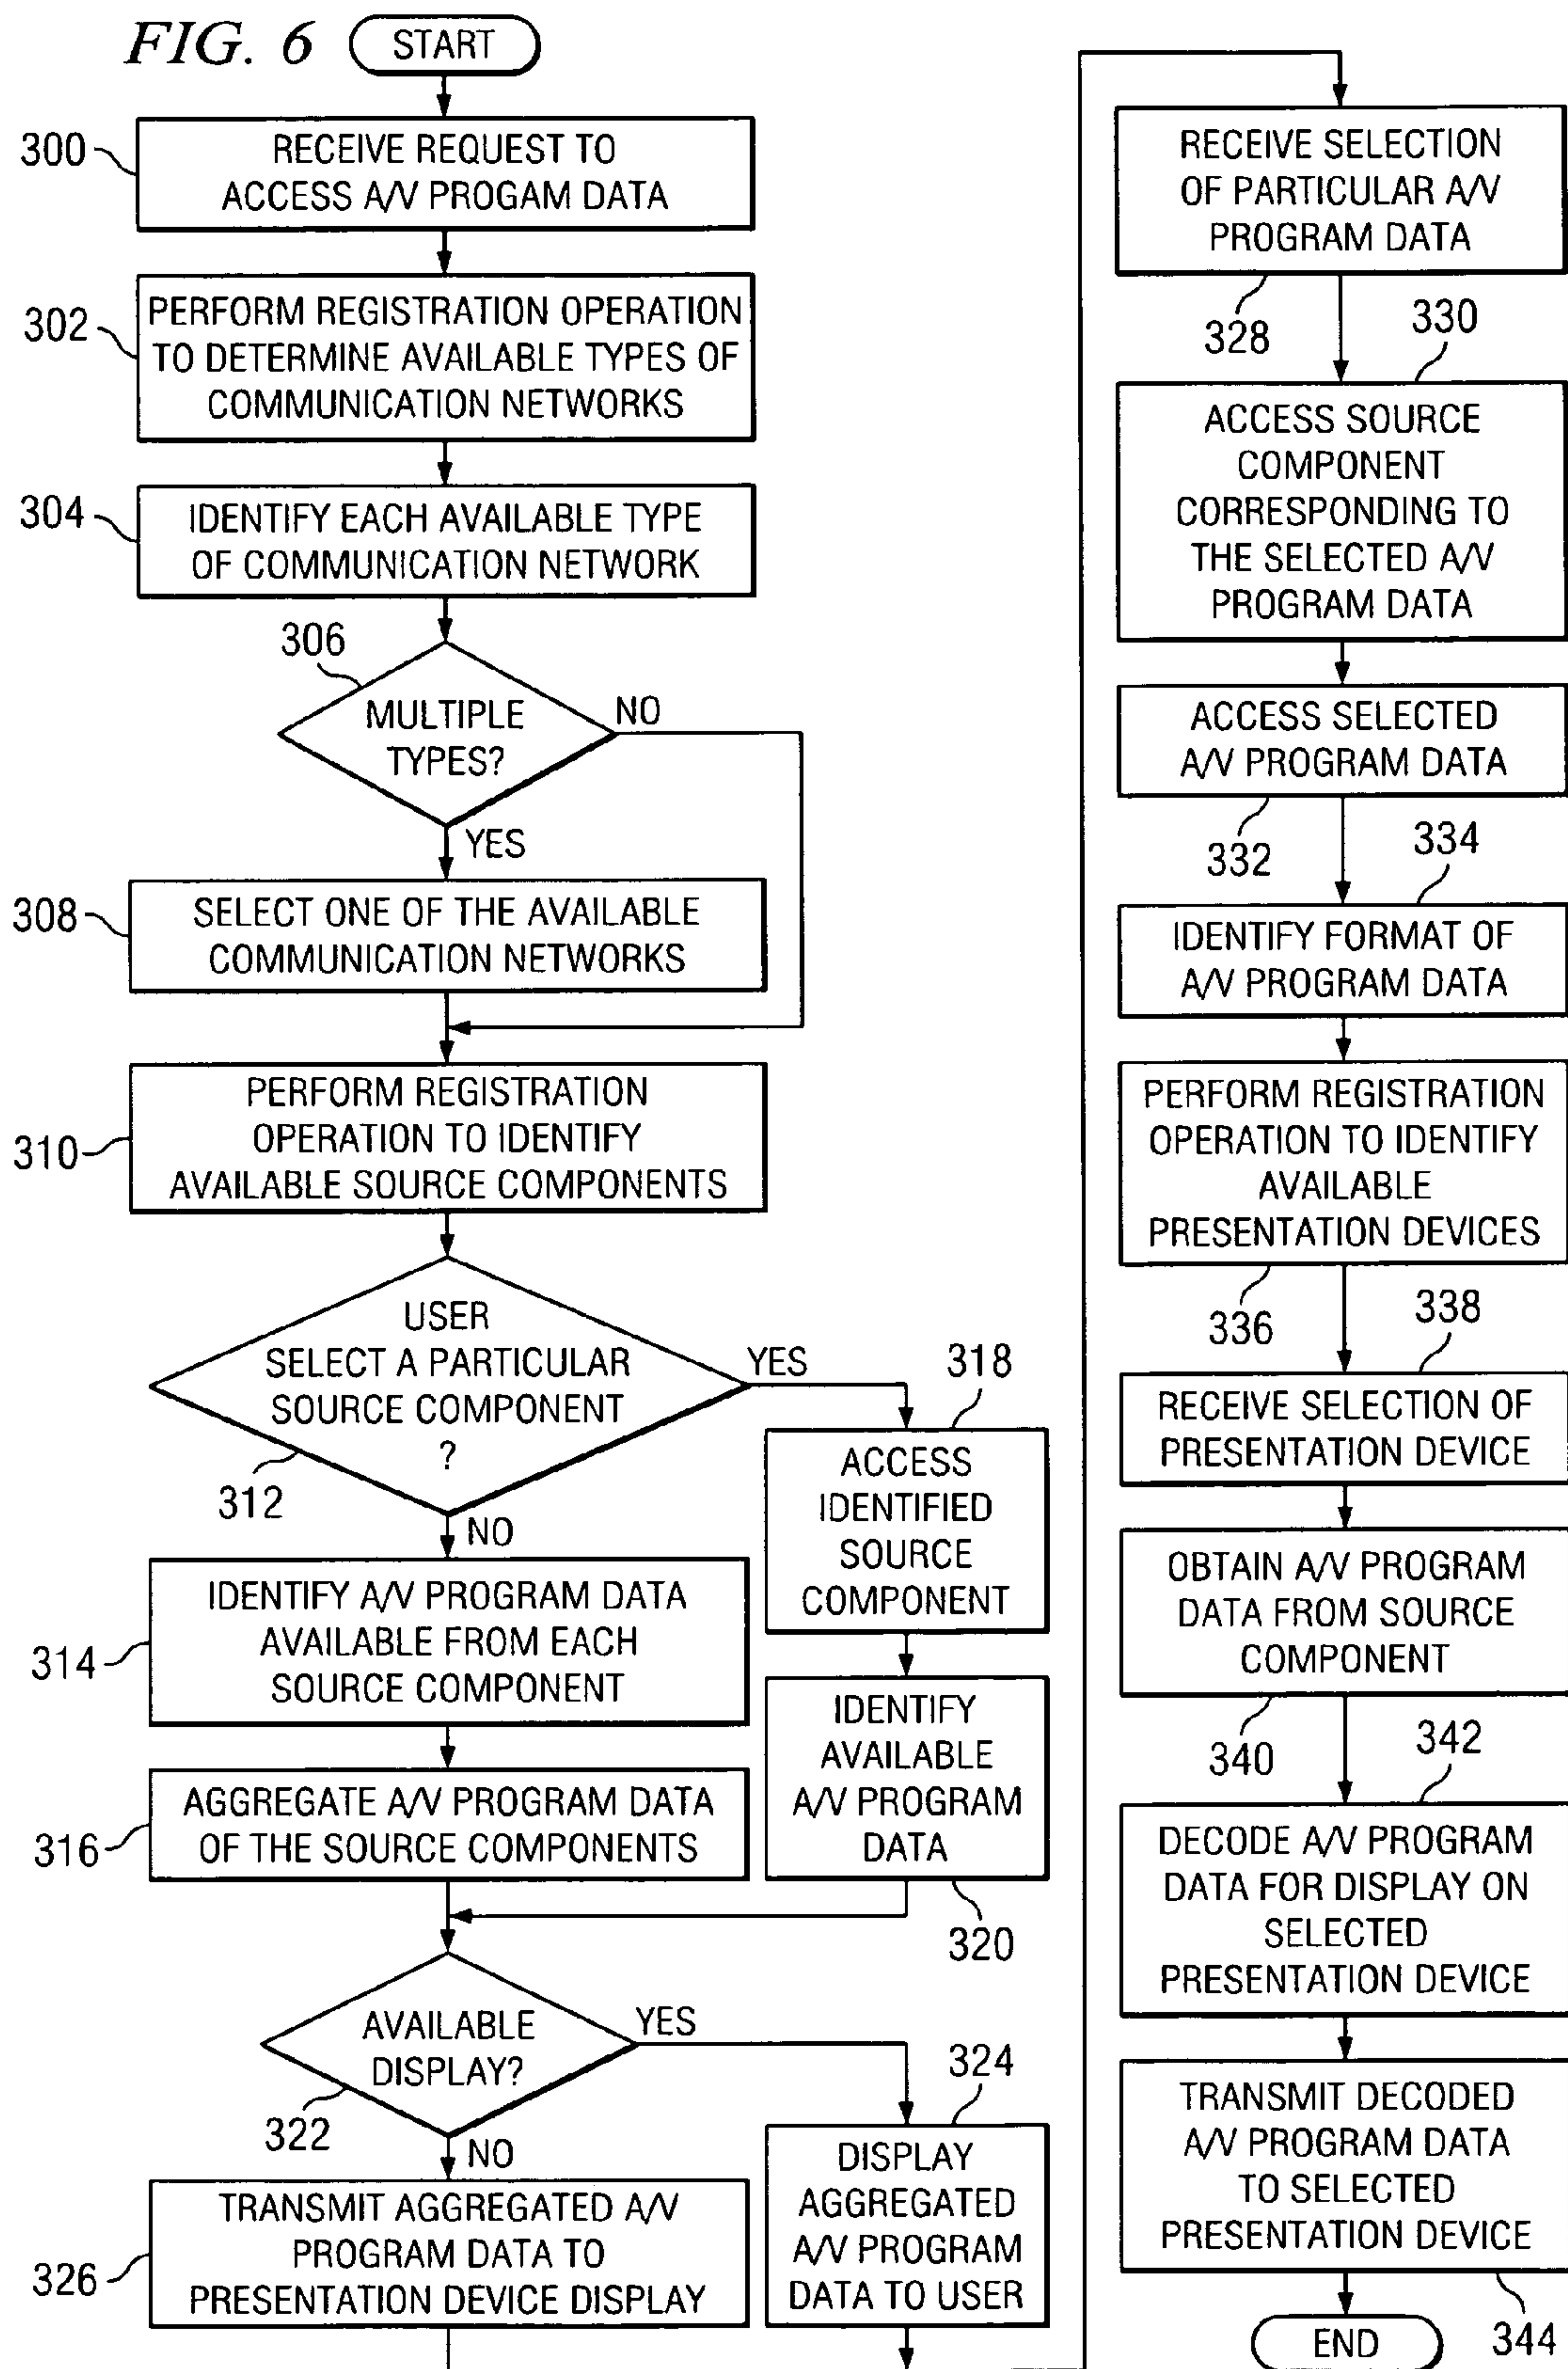 FIG. 6
START
300
RECEIVE REQUEST TO
ACCESS A/V PROGAM DATA
302
PERFORM REGISTRATION OPERATION
TO DETERMINE AVAILABLE TYPES OF
COMMUNICATION NETWORKS
304
IDENTIFY EACH AVAILABLE TYPE
OF COMMUNICATION NETWORK
306
MULTIPLE
TYPES?
NO
YES
308
SELECT ONE OF THE AVAILABLE
COMMUNICATION NETWORKS
310
PERFORM REGISTRATION
OPERATION TO IDENTIFY
AVAILABLE SOURCE COMPONENTS
USER
SELECT A PARTICULAR
SOURCE COMPONENT
?
312
YES
NO
318
ACCESS
IDENTIFIED
SOURCE
COMPONENT
314
IDENTIFY A/V PROGRAM DATA
AVAILABLE FROM EACH
SOURCE COMPONENT
316
AGGREGATE A/V PROGRAM DATA
OF THE SOURCE COMPONENTS
IDENTIFY
AVAILABLE
A/V PROGRAM
DATA
320
AVAILABLE
DISPLAY?
322
YES
NO
324
DISPLAY
AGGREGATED
A/V PROGRAM
DATA TO USER
326
TRANSMIT AGGREGATED A/V
PROGRAM DATA TO
PRESENTATION DEVICE DISPLAY
RECEIVE SELECTION
OF PARTICULAR A/V
PROGRAM DATA
328
330
ACCESS SOURCE
COMPONENT
CORRESPONDING TO
THE SELECTED A/V
PROGRAM DATA
ACCESS SELECTED
A/V PROGRAM DATA
332
334
IDENTIFY FORMAT OF
A/V PROGRAM DATA
PERFORM REGISTRATION
OPERATION TO IDENTIFY
AVAILABLE
PRESENTATION DEVICES
336
338
RECEIVE SELECTION OF
PRESENTATION DEVICE
OBTAIN A/V PROGRAM
DATA FROM SOURCE
COMPONENT
340
342
DECODE A/V PROGRAM
DATA FOR DISPLAY ON
SELECTED
PRESENTATION DEVICE
TRANSMIT DECODED
A/V PROGRAM DATA
TO SELECTED
PRESENTATION DEVICE
344
END